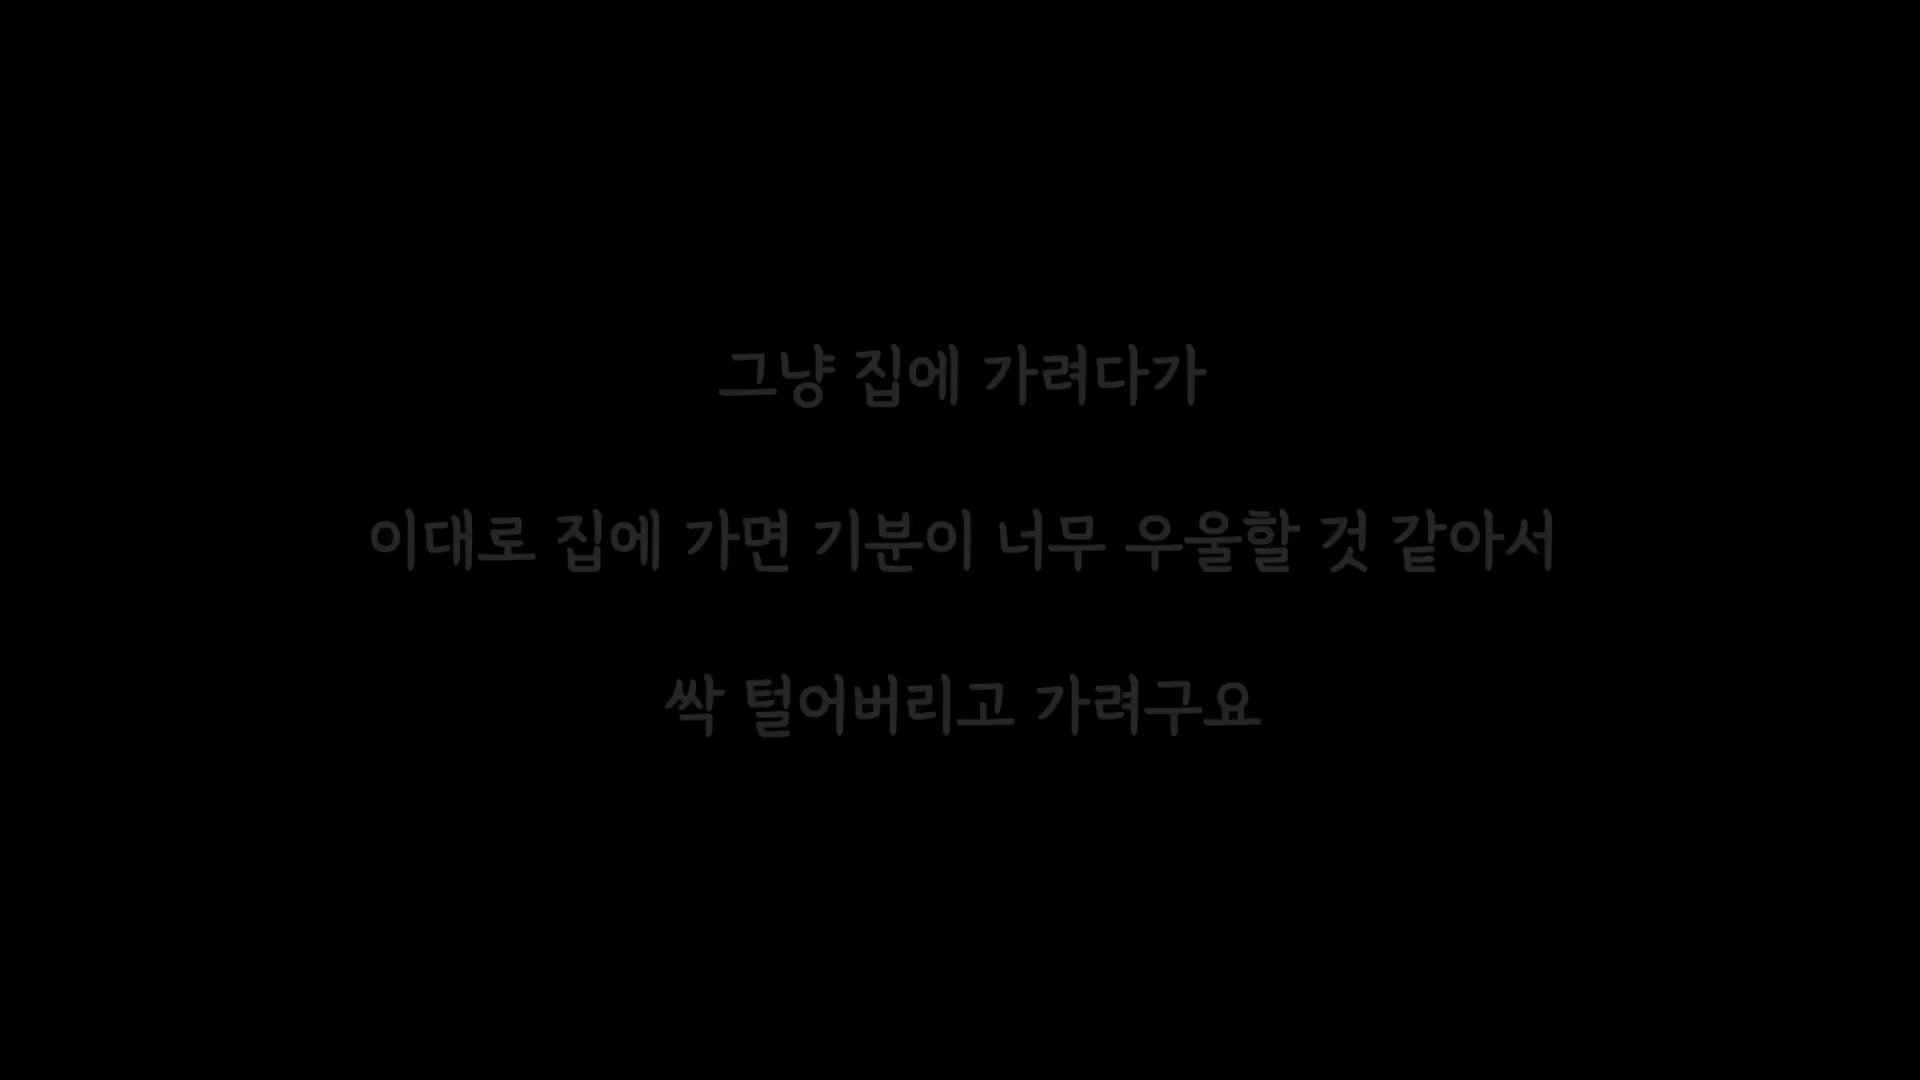 그냥 집에 가려다가
이대로 집에 가면 기분이 너무 우울할 것 같아서
싹 털어버리고 가려구요